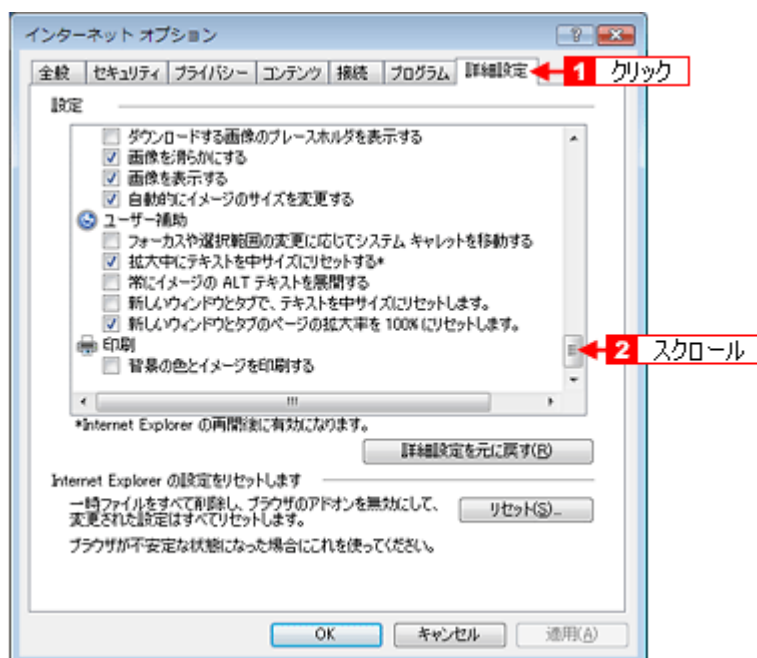 インターネット オプション
全般 セキュリティ プライバシー コンテンツ 接続 プログラム 詳細設定 1 クリック
設定
ダウンロードする画像のプレースホルダを表示する
画像を滑らかにする
画像を表示する
自動的にイメージのサイズを変更する
ユーザー補助
フォーカスや選択範囲の変更に応じてシステム キャレットを移動する
拡大中にテキストを中サイズにリセットする*
常にイメージの ALT テキストを展開する
新しいウィンドウとタブで、テキストを中サイズにリセットします。
新しいウィンドウとタブのページの拡大率を 100% にリセットします。
印刷
2 スクロール
背景の色とイメージを印刷する
*Internet Explorer の再開後に有効になります。
詳細設定を元に戻す(R)
Internet Explorer の設定をリセットします
一時ファイルをすべて削除し、ブラウザのアドオンを無効にして、
変更された設定はすべてリセットします。
リセット(S)...
ブラウザが不安定な状態になった場合にこれを使ってください。
OK キャンセル 適用(A)